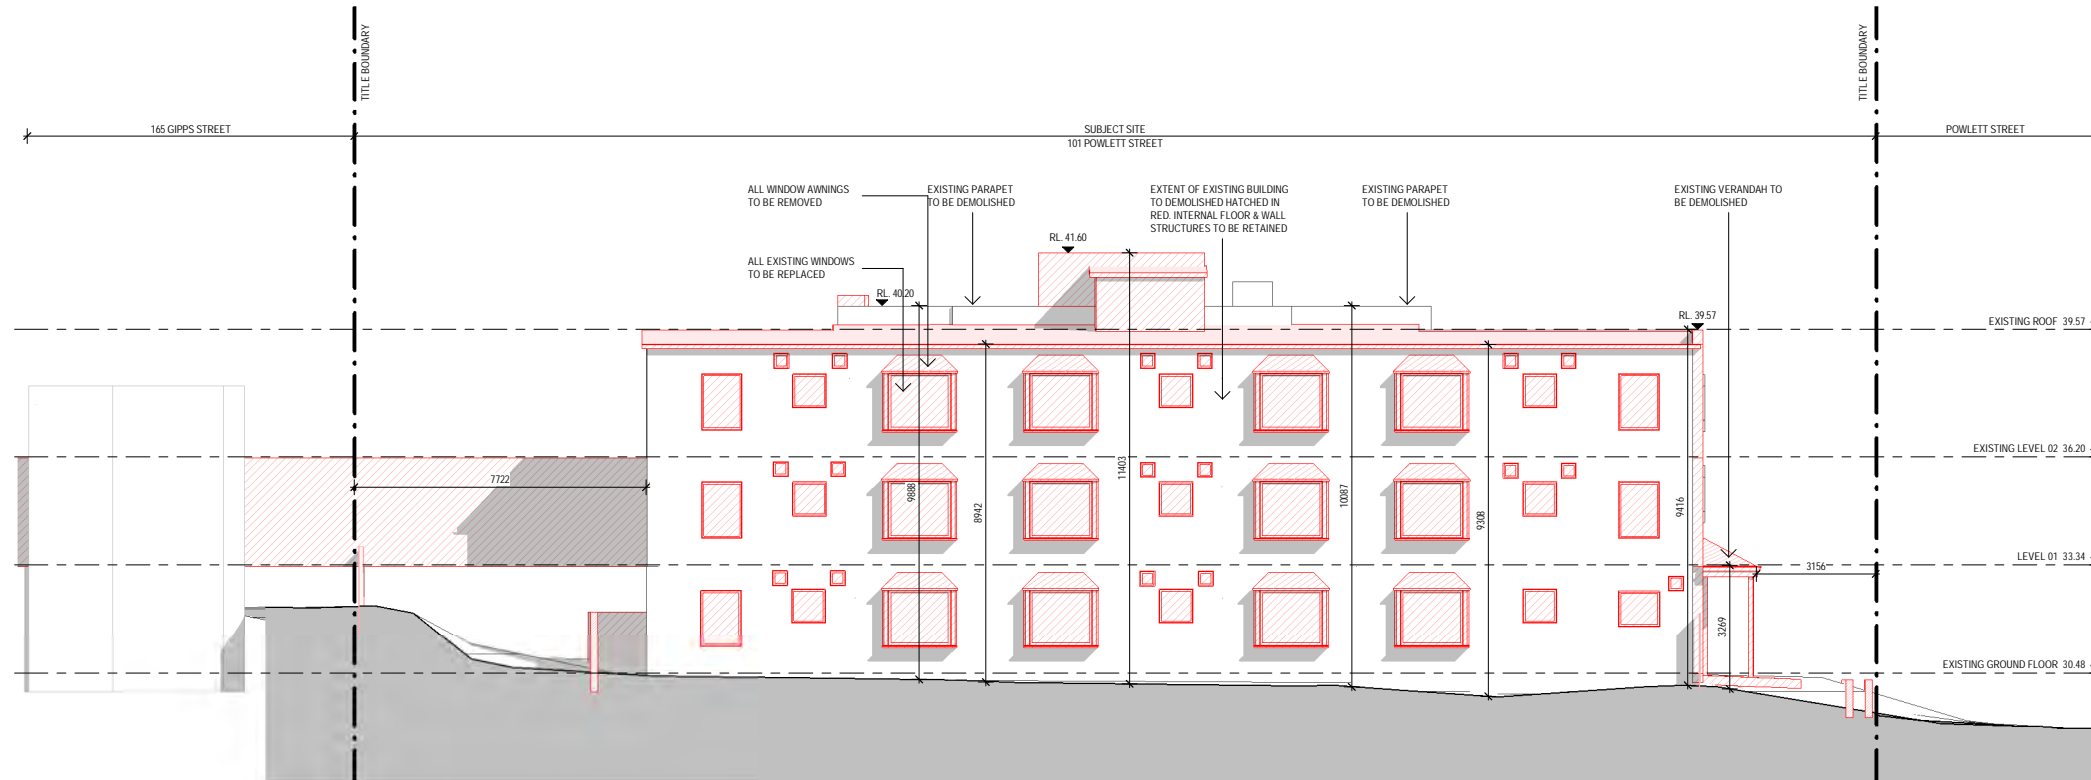 TITLE BOUNDARY
TITLE BOUNDARY
165 GIPPS STREET
SUBJECT SITE
101 POWLETT STREET
POWLETT STREET
ALL WINDOW AWNINGS
TO BE REMOVED
EXISTING PARAPET
TO BE DEMOLISHED
EXTENT OF EXISTING BUILDING
TO DEMOLISHED HATCHED IN
RED. INTERNAL FLOOR & WALL
STRUCTURES TO BE RETAINED
EXISTING PARAPET
TO BE DEMOLISHED
EXISTING VERANDAH TO
BE DEMOLISHED
RL. 41.60
ALL EXISTING WINDOWS
TO BE REPLACED
RL. 40.20
RL. 39.57
EXISTING ROOF 39.57
EXISTING LEVEL 02 36.20
7722
9888
8942
11403
10087
9308
9416
LEVEL 01 33.34
3156
3269
EXISTING GROUND FLOOR 30.48